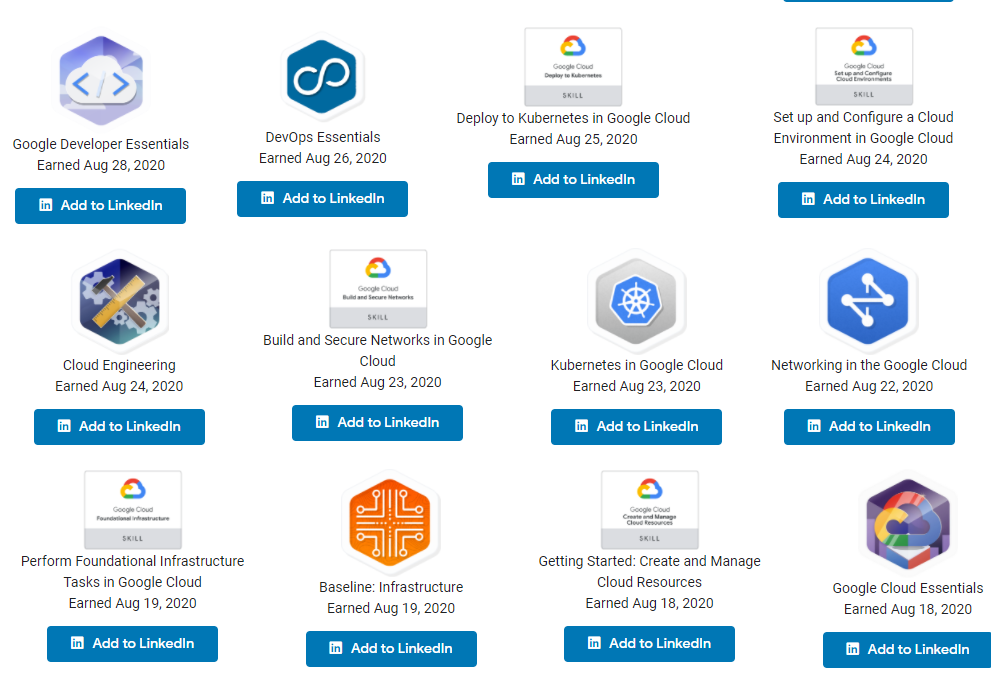 Google Cloud
Deploy to Kubernetes
SKILL
Google Cloud
Set up and Configure
Cloud Environments
SKILL
Google Developer Essentials
Earned Aug 28, 2020
Add to LinkedIn
DevOps Essentials
Earned Aug 26, 2020
Add to LinkedIn
Deploy to Kubernetes in Google Cloud
Earned Aug 25, 2020
Add to LinkedIn
Set up and Configure a Cloud
Environment in Google Cloud
Earned Aug 24, 2020
Add to LinkedIn
Cloud Engineering
Earned Aug 24, 2020
Add to LinkedIn
Google Cloud
Build and Secure Networks
SKILL
Build and Secure Networks in Google
Cloud
Earned Aug 23, 2020
Add to LinkedIn
Kubernetes in Google Cloud
Earned Aug 23, 2020
Add to LinkedIn
Networking in the Google Cloud
Earned Aug 22, 2020
Add to LinkedIn
Google Cloud
Foundational Infrastructure
SKILL
Perform Foundational Infrastructure
Tasks in Google Cloud
Earned Aug 19, 2020
Add to LinkedIn
Baseline: Infrastructure
Earned Aug 19, 2020
Add to LinkedIn
Google Cloud
Create and Manage
Cloud Resources
SKILL
Getting Started: Create and Manage
Cloud Resources
Earned Aug 18, 2020
Add to LinkedIn
Google Cloud Essentials
Earned Aug 18, 2020
Add to LinkedIn